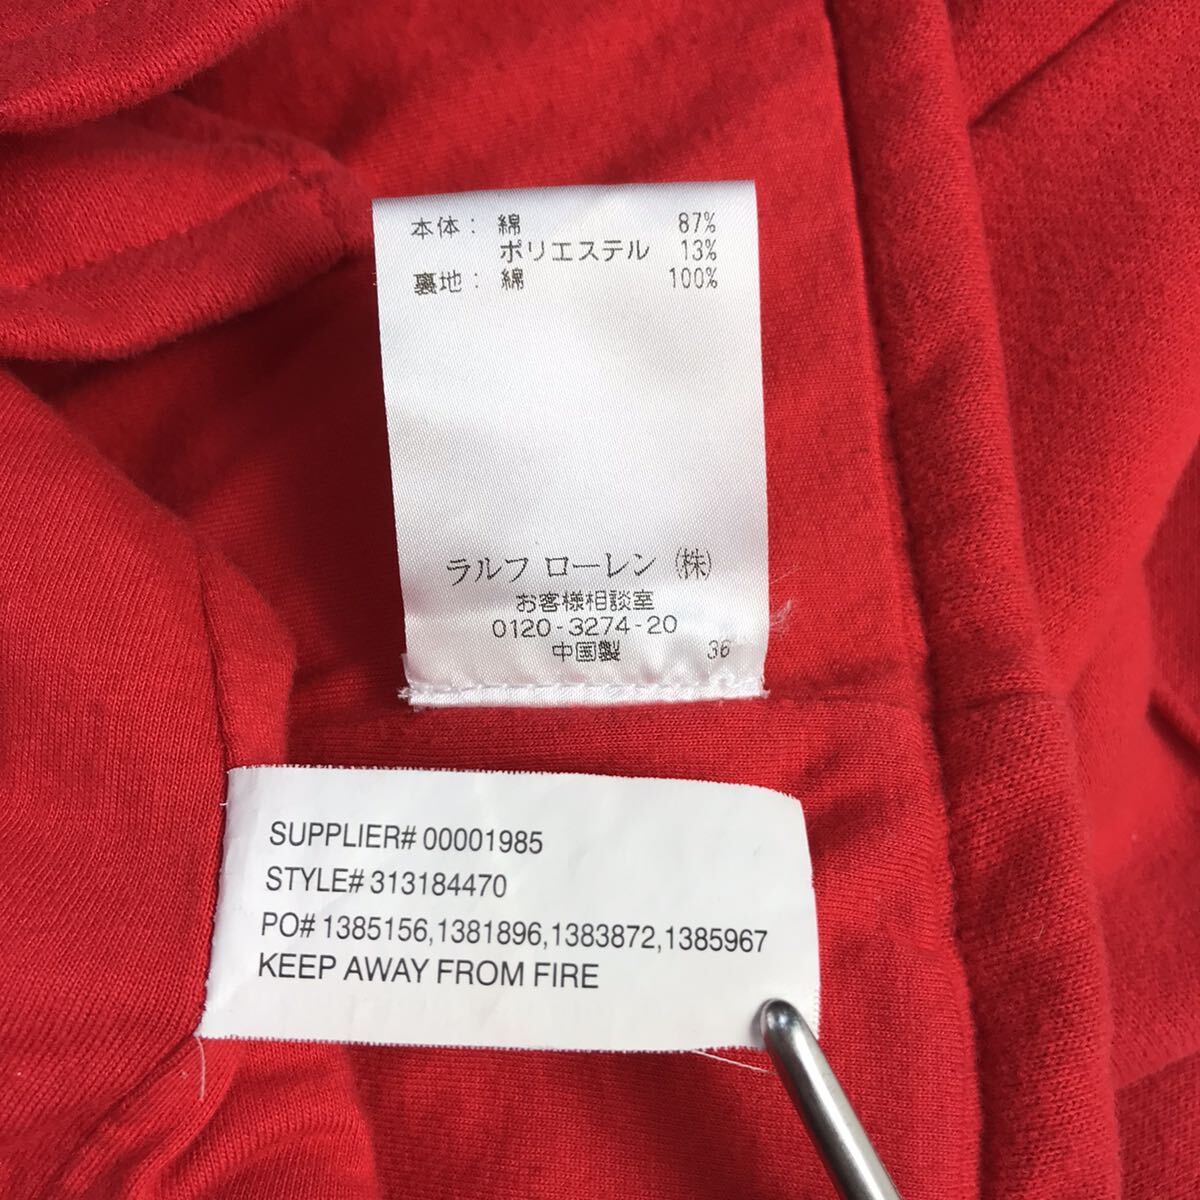 本体: 綿 87%
ポリエステル 13%
裏地: 綿 100%
ラルフ ローレン (株)
お客様相談室
0120-3274-20
中国製 36
SUPPLIER# 00001985
STYLE# 313184470
PO# 1385156,1381896,1383872,1385967
KEEP AWAY FROM FIRE